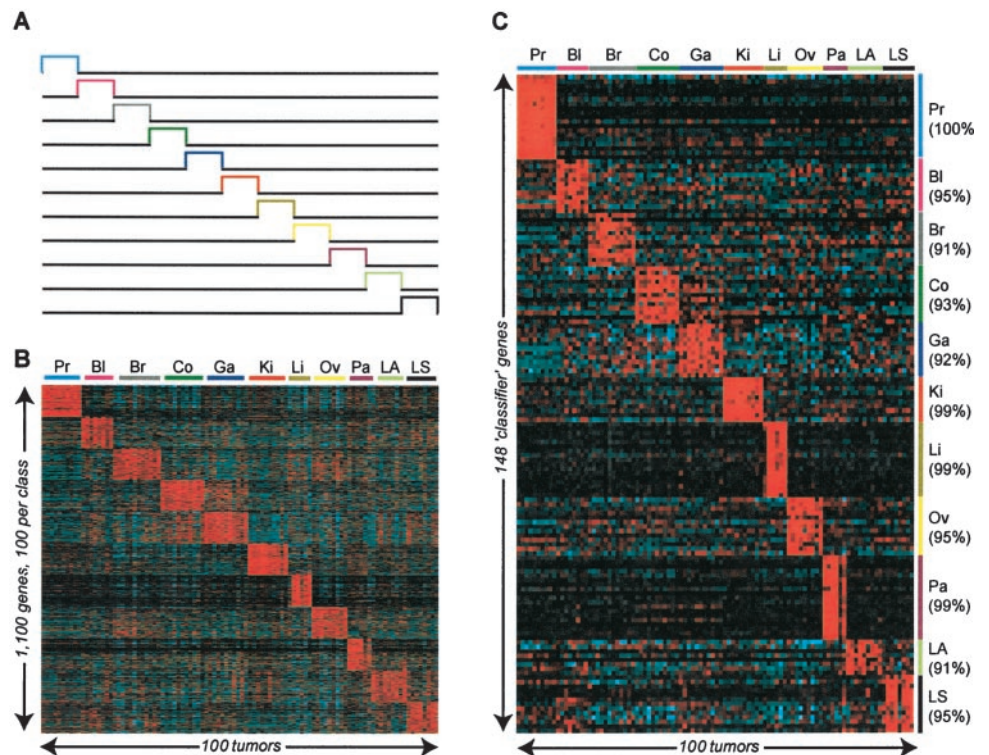 A
B
Pr Bl Br Co Ga Ki Li Ov Pa LA LS
1,100 genes, 100 per class
100 tumors
C
Pr Bl Br Co Ga Ki Li Ov Pa LA LS
148 'classifier' genes
Pr
(100%
Bl
(95%)
Br
(91%)
Co
(93%)
Ga
(92%)
Ki
(99%)
Li
(99%)
Ov
(95%)
Pa
(99%)
LA
(91%)
LS
(95%)
100 tumors